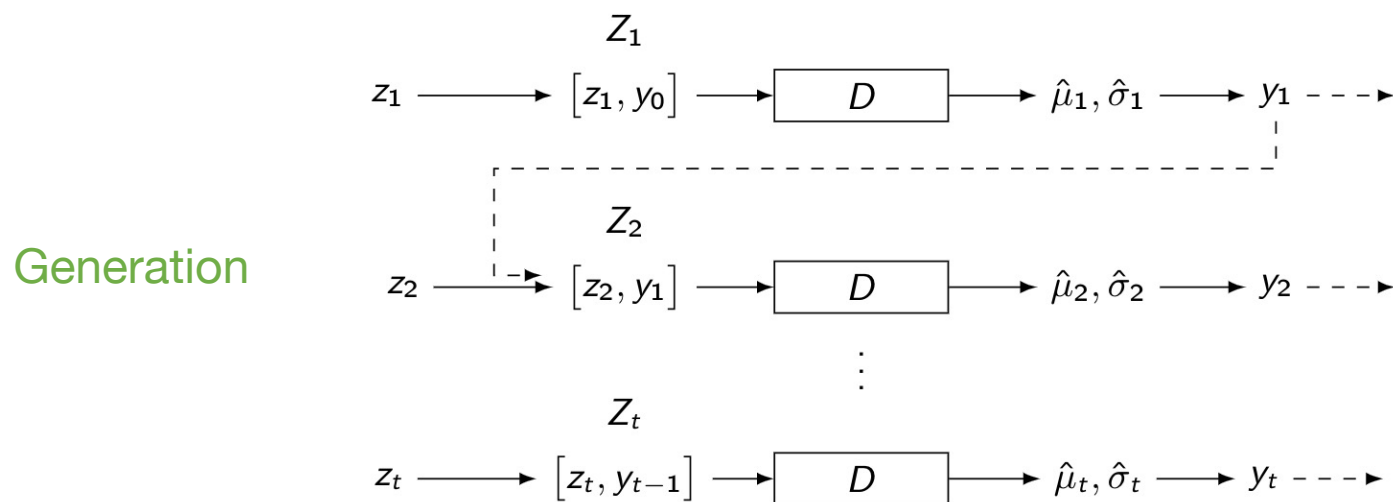 Z₁
z₁ [z₁, y₀] D μ̂₁, σ̂₁ y₁
Z₂
Generation
z₂ [z₂, y₁] D μ̂₂, σ̂₂ y₂
⋮
Zₜ
zₜ [zₜ, yₜ₋₁] D μ̂ₜ, σ̂ₜ yₜ